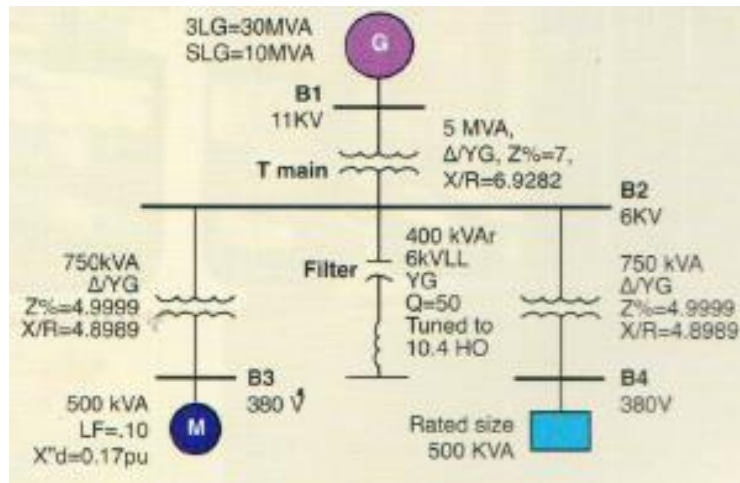 3LG=30MVA
SLG=10MVA
G
B1
11KV
5 MVA,
Δ/YG, Z%=7,
X/R=6.9282
T main
B2
6KV
750kVA
Δ/YG
Z%=4.9999
X/R=4.8989
Filter
400 kVAr
6kVLL
YG
Q=50
Tuned to
10.4 HO
750 kVA
Δ/YG
Z%=4.9999
X/R=4.8989
B3
380 V
B4
380V
500 kVA
LF=.10
X"d=0.17pu
M
Rated size
500 KVA